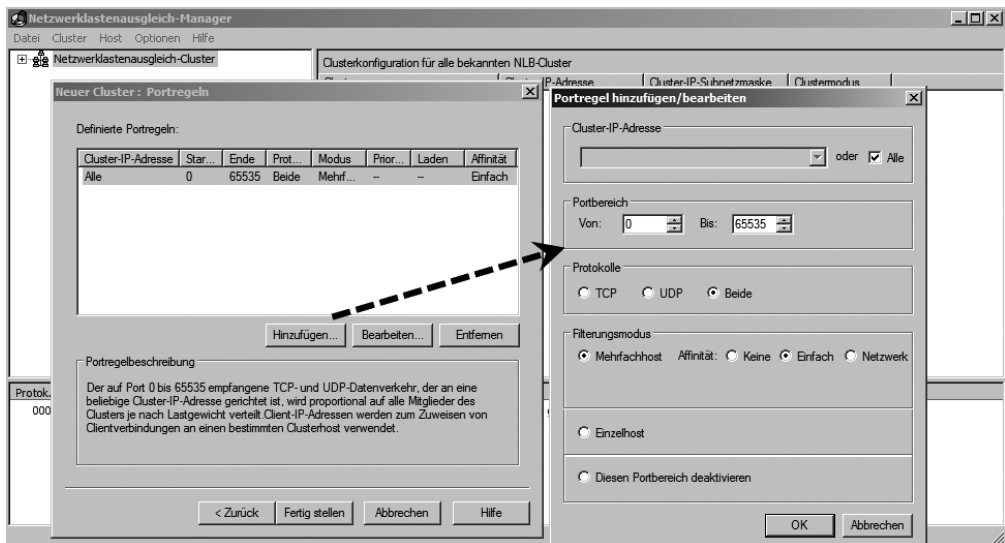 Netzwerklastenausgleich-Manager
Datei Cluster Host Optionen Hilfe
Netzwerklastenausgleich-Cluster
Clusterkonfiguration für alle bekannten NLB-Cluster
IP-Adresse Cluster-IP-Subnetzmaske Clustermodus
Neuer Cluster : Portregeln
Definierte Portregeln:
Cluster-IP-Adresse Star... Ende Prot... Modus Prior... Laden Affinität
Alle 0 65535 Beide Mehrf... -- -- Einfach
Hinzufügen... Bearbeiten... Entfernen
Portregelbeschreibung
Der auf Port 0 bis 65535 empfangene TCP- und UDP-Datenverkehr, der an eine
beliebige Cluster-IP-Adresse gerichtet ist, wird proportional auf alle Mitglieder des
Clusters je nach Lastgewicht verteilt.Client-IP-Adressen werden zum Zuweisen von
Clientverbindungen an einen bestimmten Clusterhost verwendet.
< Zurück Fertig stellen Abbrechen Hilfe
Protok.
000
Portregel hinzufügen/bearbeiten
Cluster-IP-Adresse
oder Alle
Portbereich
Von: 0 Bis: 65535
Protokolle
TCP UDP Beide
Filterungsmodus
Mehrfachhost Affinität: Keine Einfach Netzwerk
Einzelhost
Diesen Portbereich deaktivieren
OK Abbrechen